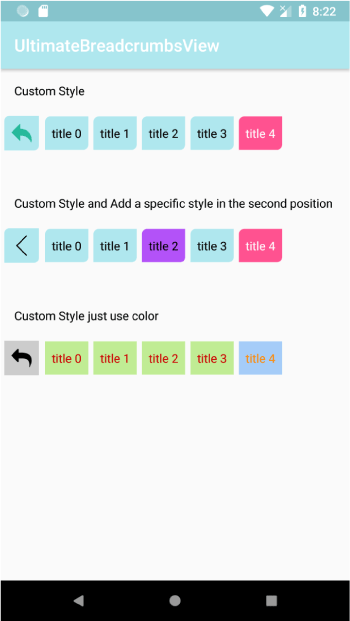 8:22
UltimateBreadcrumbsView
Custom Style
title 0 title 1 title 2 title 3 title 4
Custom Style and Add a specific style in the second position
title 0 title 1 title 2 title 3 title 4
Custom Style just use color
title 0 title 1 title 2 title 3 title 4